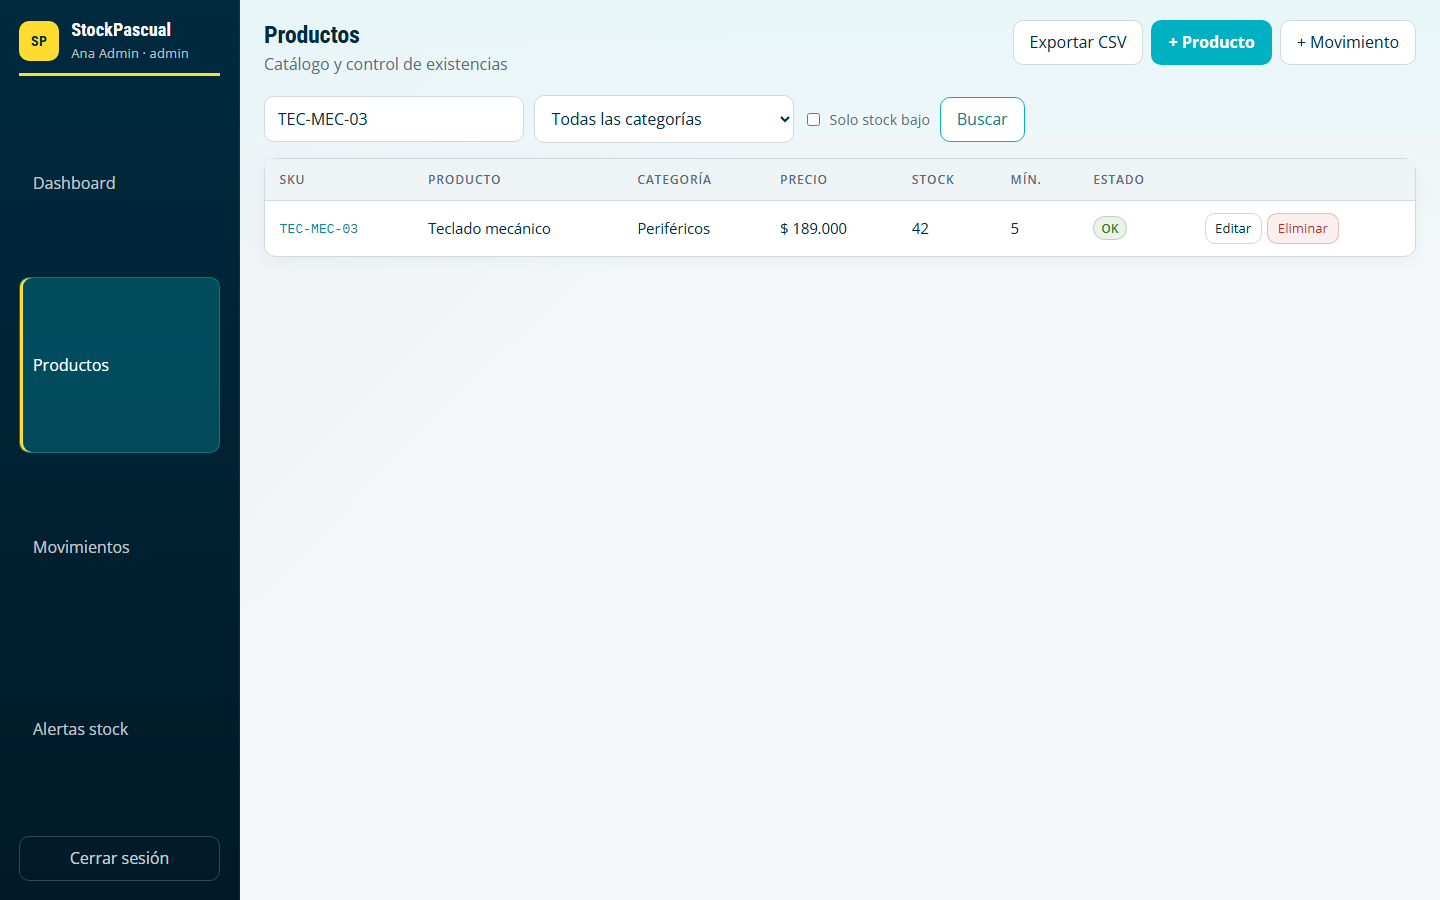 SP
StockPascual
Ana Admin · admin
Dashboard
Productos
Movimientos
Alertas stock
Cerrar sesión
Productos
Catálogo y control de existencias
Exportar CSV
+ Producto
+ Movimiento
TEC-MEC-03
Todas las categorías
Solo stock bajo
Buscar
SKU PRODUCTO CATEGORÍA PRECIO STOCK MÍN. ESTADO
TEC-MEC-03 Teclado mecánico Periféricos $ 189.000 42 5 OK Editar Eliminar